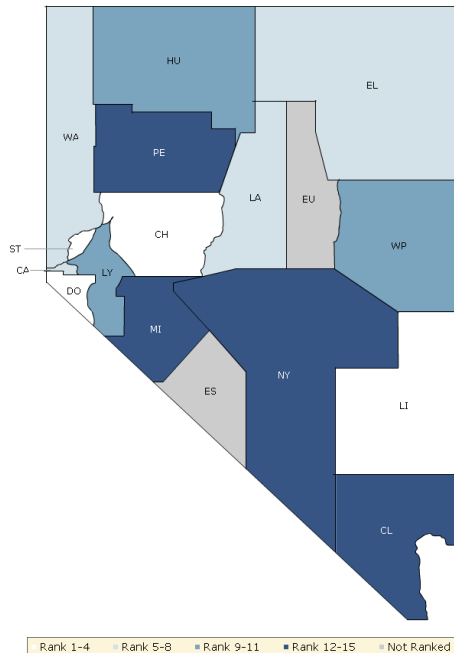 HU
EL
WA
PE
LA
EU
CH
WP
ST
CA
LY
DO
MI
NY
ES
LI
CL
Rank 1-4 Rank 5-8 Rank 9-11 Rank 12-15 Not Ranked